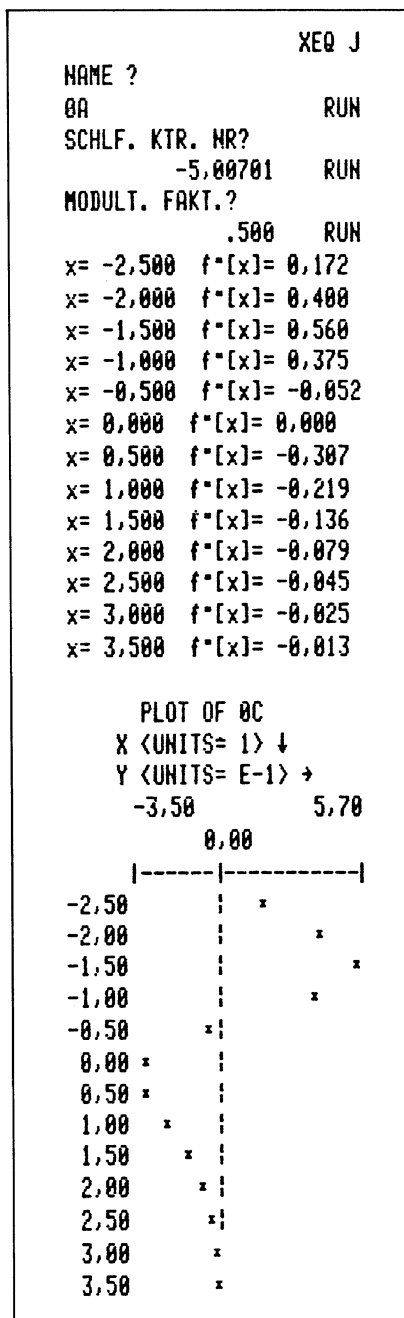 XEQ J
NAME ?
0A RUN
SCHLF. KTR. NR?
-5,00701 RUN
MODULT. FAKT.?
.500 RUN
x= -2,500 f"[x]= 0,172
x= -2,000 f"[x]= 0,400
x= -1,500 f"[x]= 0,560
x= -1,000 f"[x]= 0,375
x= -0,500 f"[x]= -0,052
x= 0,000 f"[x]= 0,000
x= 0,500 f"[x]= -0,307
x= 1,000 f"[x]= -0,219
x= 1,500 f"[x]= -0,136
x= 2,000 f"[x]= -0,079
x= 2,500 f"[x]= -0,045
x= 3,000 f"[x]= -0,025
x= 3,500 f"[x]= -0,013
PLOT OF 0C
X <UNITS= 1> ↓
Y <UNITS= E-1> →
-3,50 5,70
0,00
|------|-----------|
-2,50 ¦ x
-2,00 ¦ x
-1,50 ¦ x
-1,00 ¦ x
-0,50 x¦
0,00 x ¦
0,50 x ¦
1,00 x ¦
1,50 x ¦
2,00 x ¦
2,50 x¦
3,00 x
3,50 x